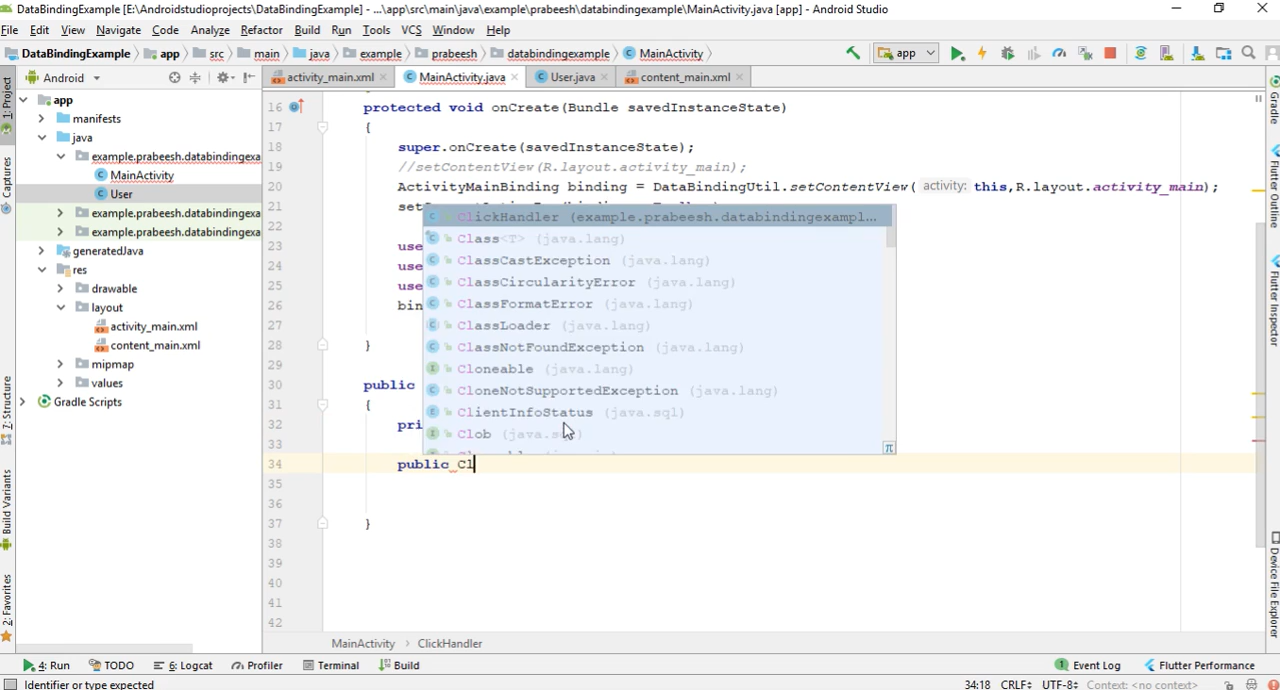 DataBindingExample [E:\Androidstudioprojects\DataBindingExample] - ...\app\src\main\java\example\prabeesh\databindingexample\MainActivity.java [app] - Android Studio
File Edit View Navigate Code Analyze Refactor Build Run Tools VCS Window Help
DataBindingExample app src main java example prabeesh databindingexample MainActivity app
Android activity_main.xml MainActivity.java User.java content_main.xml
1: Project
Captures
7: Structure
Build Variants
2: Favorites
app
manifests
java
example.prabeesh.databindingexa
MainActivity
User
example.prabeesh.databindingexa
example.prabeesh.databindingexa
generatedJava
res
drawable
layout
activity_main.xml
content_main.xml
mipmap
values
Gradle Scripts
16 protected void onCreate(Bundle savedInstanceState)
17 {
18 super.onCreate(savedInstanceState);
19 //setContentView(R.layout.activity_main);
20 ActivityMainBinding binding = DataBindingUtil.setContentView( activity: this,R.layout.activity_main);
21 set
22
23 use
24 use
25 use
26 bin
27
28 }
29
30 public
31 {
32 pri
33
34 public Cl
35
36
37 }
38
39
40
41
42
ClickHandler (example.prabeesh.databindingexampl...
Class<T> (java.lang)
ClassCastException (java.lang)
ClassCircularityError (java.lang)
ClassFormatError (java.lang)
ClassLoader (java.lang)
ClassNotFoundException (java.lang)
Cloneable (java.lang)
CloneNotSupportedException (java.lang)
ClientInfoStatus (java.sql)
Clob (java.sql)
π
MainActivity › ClickHandler
Gradle
Flutter Outline
Flutter Inspector
Device File Explorer
4: Run TODO 6: Logcat Profiler Terminal Build 1 Event Log Flutter Performance
Identifier or type expected 34:18 CRLF UTF-8 Context: <no context>